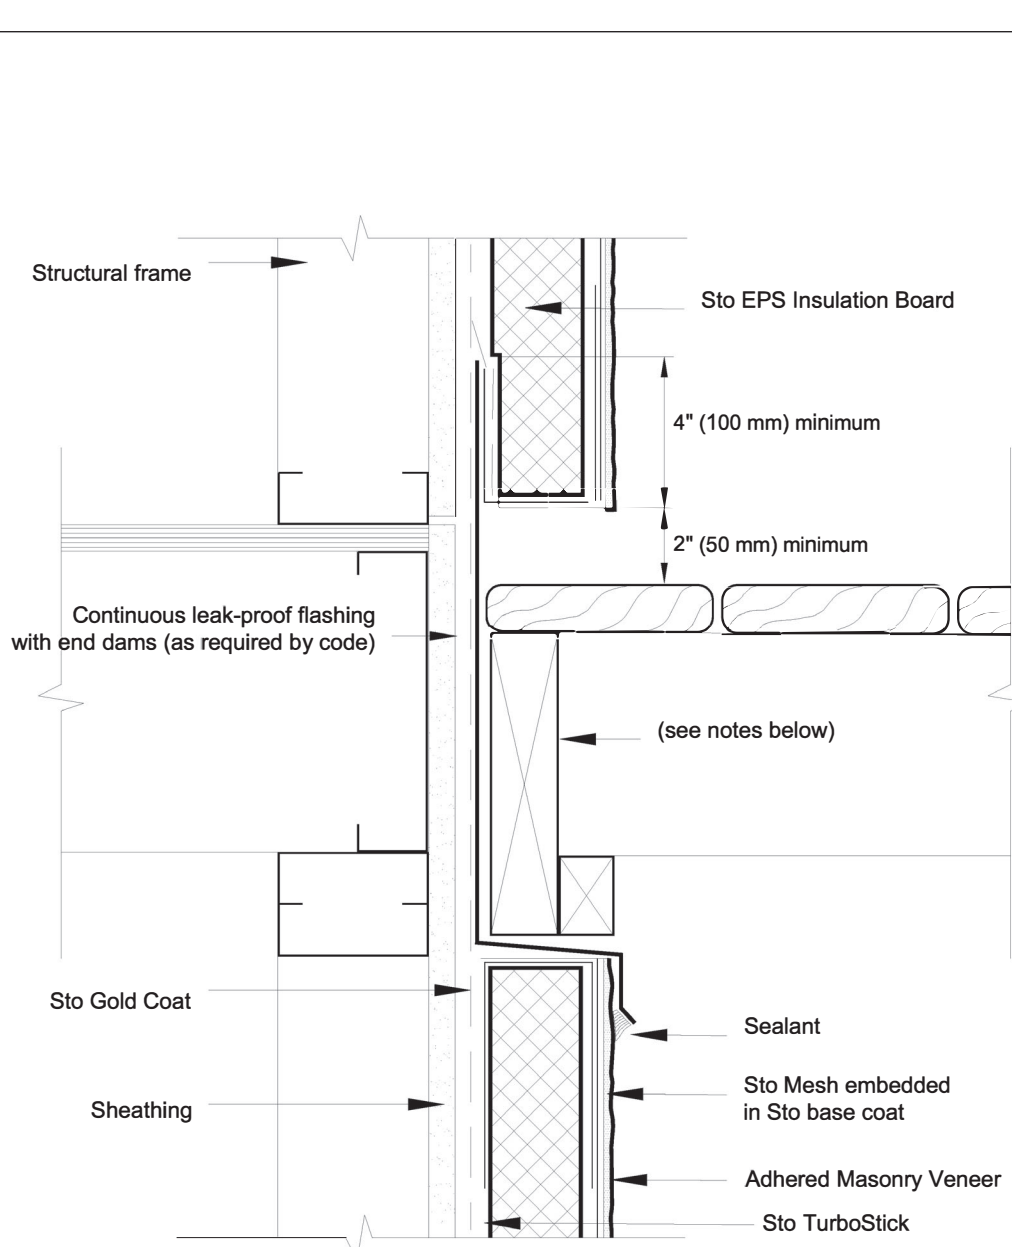 Structural frame
Sto EPS Insulation Board
4" (100 mm) minimum
2" (50 mm) minimum
Continuous leak-proof flashing
with end dams (as required by code)
(see notes below)
Sto Gold Coat
Sealant
Sto Mesh embedded
in Sto base coat
Sheathing
Adhered Masonry Veneer
Sto TurboStick